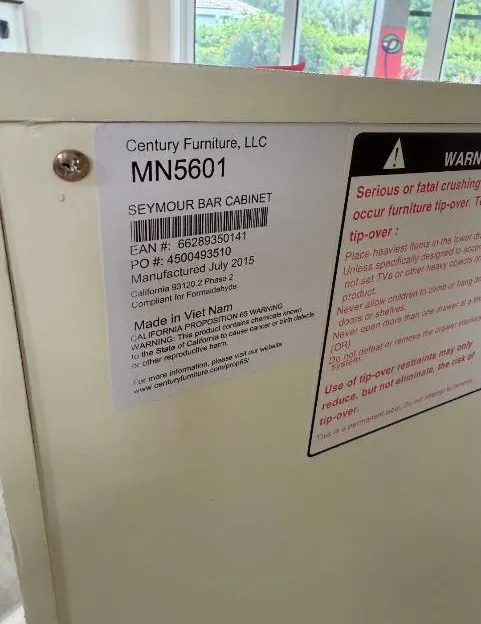 Century Furniture, LLC
MN5601
SEYMOUR BAR CABINET
EAN #: 66289350141
PO #: 4500493510
Manufactured July 2015
California 93120.2 Phase 2
Compliant for Formaldehyde
Made in Viet Nam
CALIFORNIA PROPOSITION 65 WARNING
WARNING: This product contains chemicals known
to the State of California to cause cancer or birth defects
or other reproductive harm.
For more information, please visit our website
www.centuryfurniture.com/prop65/
WARN
Serious or fatal crushing
occur furniture tip-over. T
tip-over :
Place heaviest items in the lower dr
Unless specifically designed to accom
not set TVs or other heavy objects on
product.
Never allow children to climb or hang on
doors or shelves.
Never open more than one drawer at a time
(OR)
Do not defeat or remove the drawer interlock
system.
Use of tip-over restraints may only
reduce, but not eliminate, the risk of
tip-over.
This is a permanent label. Do not attempt to remove.